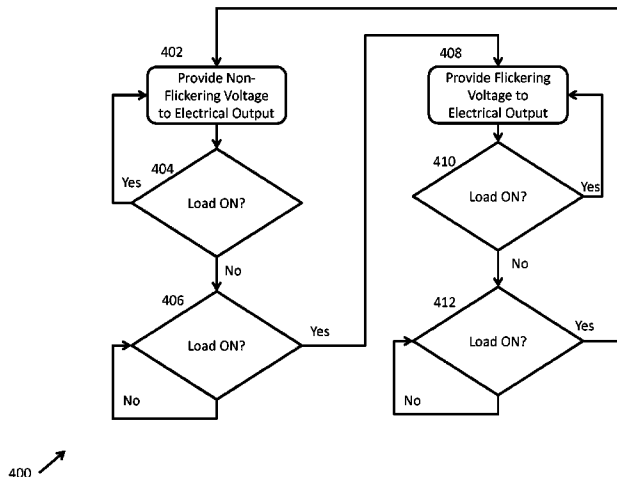 402
Provide Non-
Flickering Voltage
to Electrical Output
404
Yes
Load ON?
No
406
Load ON?
Yes
No
408
Provide Flickering
Voltage to
Electrical Output
410
Load ON?
Yes
No
412
Load ON?
Yes
No
400